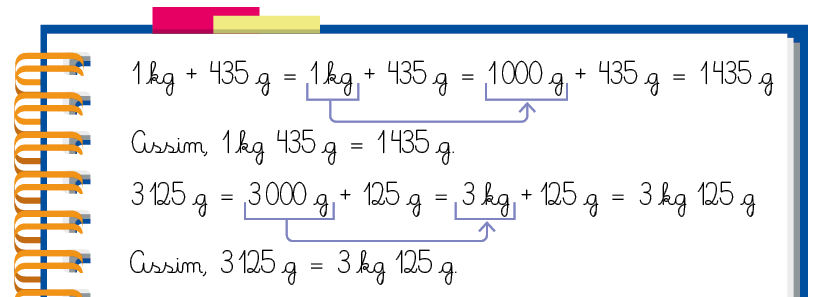 1 kg + 435 g = 1 kg + 435 g = 1 000 g + 435 g = 1 435 g
Assim, 1 kg 435 g = 1 435 g.
3 125 g = 3 000 g + 125 g = 3 kg + 125 g = 3 kg 125 g
Assim, 3 125 g = 3 kg 125 g.